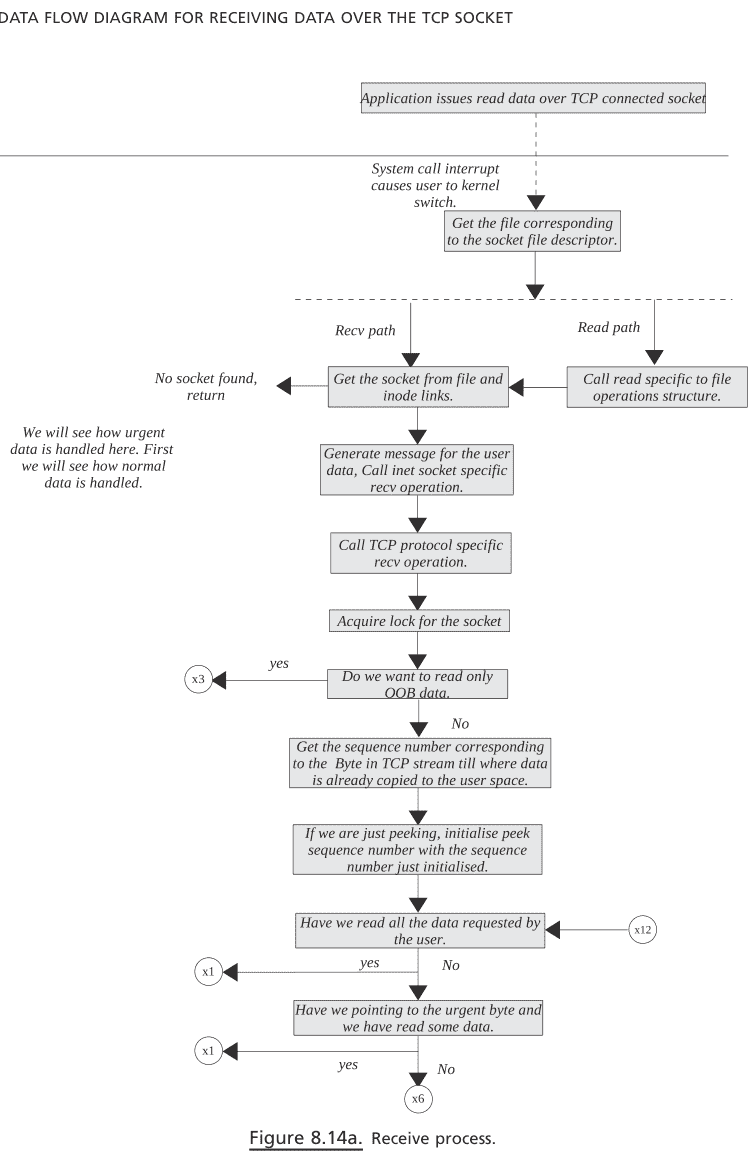 DATA FLOW DIAGRAM FOR RECEIVING DATA OVER THE TCP SOCKET
Application issues read data over TCP connected socket
System call interrupt
causes user to kernel
switch.
Get the file corresponding
to the socket file descriptor.
Recv path
Read path
No socket found,
return
Get the socket from file and
inode links.
Call read specific to file
operations structure.
We will see how urgent
data is handled here. First
we will see how normal
data is handled.
Generate message for the user
data, Call inet socket specific
recv operation.
Call TCP protocol specific
recv operation.
Acquire lock for the socket
yes
x3
Do we want to read only
OOB data.
No
Get the sequence number corresponding
to the Byte in TCP stream till where data
is already copied to the user space.
If we are just peeking, initialise peek
sequence number with the sequence
number just initialised.
Have we read all the data requested by
the user.
x12
yes
No
x1
Have we pointing to the urgent byte and
we have read some data.
x1
yes
No
x6
Figure 8.14a. Receive process.